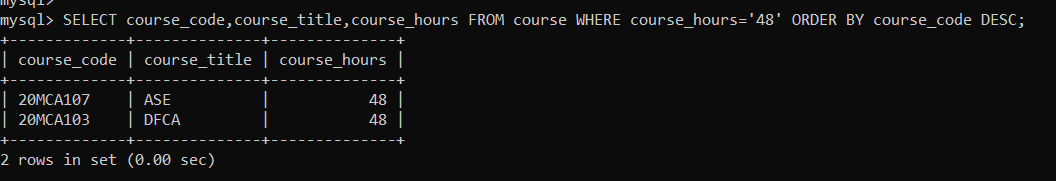 mysql>
mysql> SELECT course_code,course_title,course_hours FROM course WHERE course_hours='48' ORDER BY course_code DESC;
+-------------+--------------+--------------+
| course_code | course_title | course_hours |
+-------------+--------------+--------------+
| 20MCA107    | ASE          |           48 |
| 20MCA103    | DFCA         |           48 |
+-------------+--------------+--------------+
2 rows in set (0.00 sec)